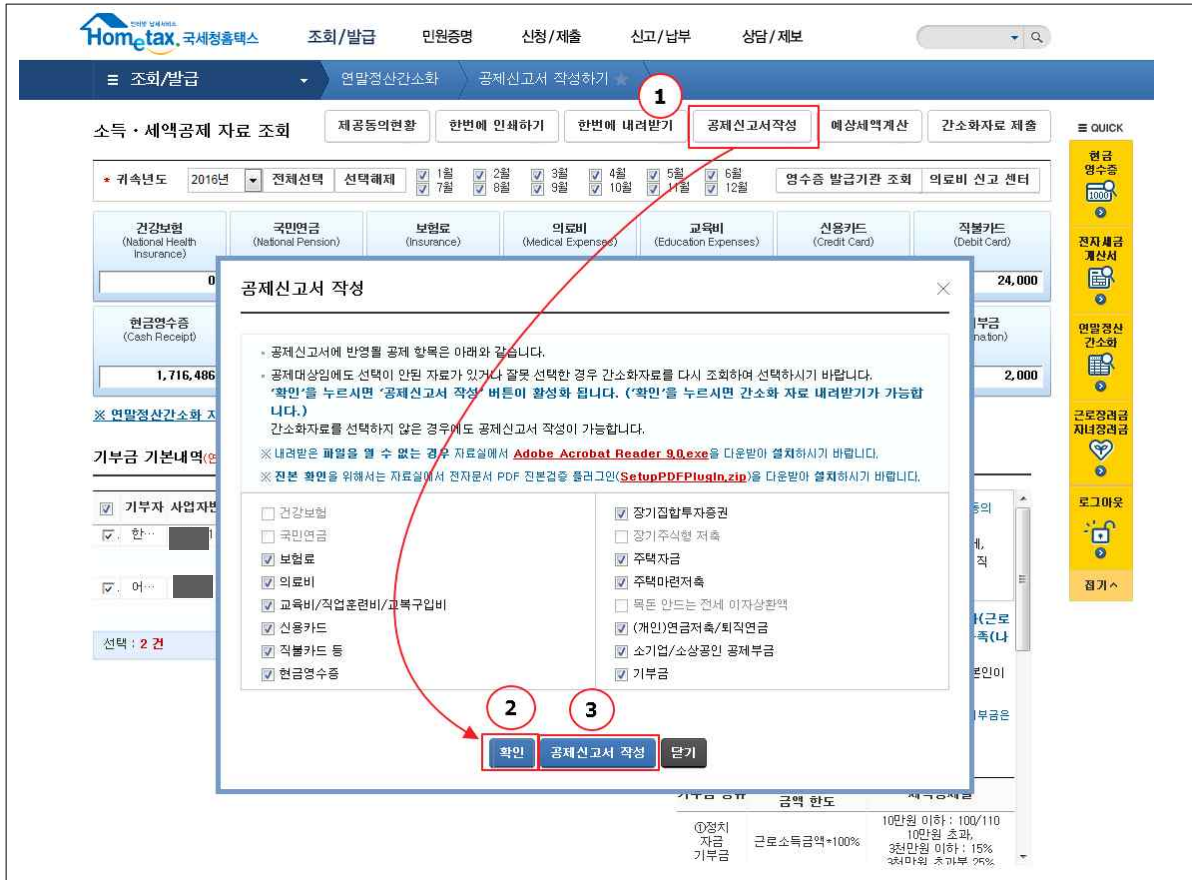 인터넷 납세서비스
Hometax. 국세청홈택스
조회/발급 민원증명 신청/제출 신고/납부 상담/제보
≡ 조회/발급 연말정산간소화 공제신고서 작성하기
1
소득·세액공제 자료 조회 제공동의현황 한번에 인쇄하기 한번에 내려받기 공제신고서작성 예상세액계산 간소화자료 제출
* 귀속년도 2016년 전체선택 선택해제 1월 2월 3월 4월 5월 6월 영수증 발급기관 조회 의료비 신고 센터
7월 8월 9월 10월 11월 12월
건강보험 국민연금 보험료 의료비 교육비 신용카드 직불카드
(National Health (National Pension) (Insurance) (Medical Expenses) (Education Expenses) (Credit Card) (Debit Card)
Insurance)
0 24,000
현금영수증
(Cash Receipt)
1,716,486 2,000
※ 연말정산간소화 자
기부금 기본내역(연
기부자 사업자번
한…
어…
선택 : 2 건
공제신고서 작성
• 공제신고서에 반영될 공제 항목은 아래와 같습니다.
• 공제대상임에도 선택이 안된 자료가 있거나 잘못 선택한 경우 간소화자료를 다시 조회하여 선택하시기 바랍니다.
'확인'을 누르시면 '공제신고서 작성' 버튼이 활성화 됩니다. ('확인'을 누르시면 간소화 자료 내려받기가 가능합
니다.)
간소화자료를 선택하지 않은 경우에도 공제신고서 작성이 가능합니다.
※ 내려받은 파일을 열 수 없는 경우 자료실에서 Adobe Acrobat Reader 9.0.exe을 다운받아 설치하시기 바랍니다.
※ 진본 확인을 위해서는 자료실에서 전자문서 PDF 진본검증 플러그인(SetupPDFPlugIn.zip)을 다운받아 설치하시기 바랍니다.
건강보험
국민연금
보험료
의료비
교육비/직업훈련비/교복구입비
신용카드
직불카드 등
현금영수증
장기집합투자증권
장기주식형 저축
주택자금
주택마련저축
목돈 안드는 전세 이자상환액
(개인)연금저축/퇴직연금
소기업/소상공인 공제부금
기부금
2 3
확인 공제신고서 작성 닫기
금액 한도
①정치
자금
기부금
근로소득금액*100%
10만원 이하 : 100/110
10만원 초과,
3천만원 이하 : 15%
3천만원 초과분 25%
≡ QUICK
현금
영수증
전자세금
계산서
연말정산
간소화
근로장려금
자녀장려금
로그아웃
접기 ^